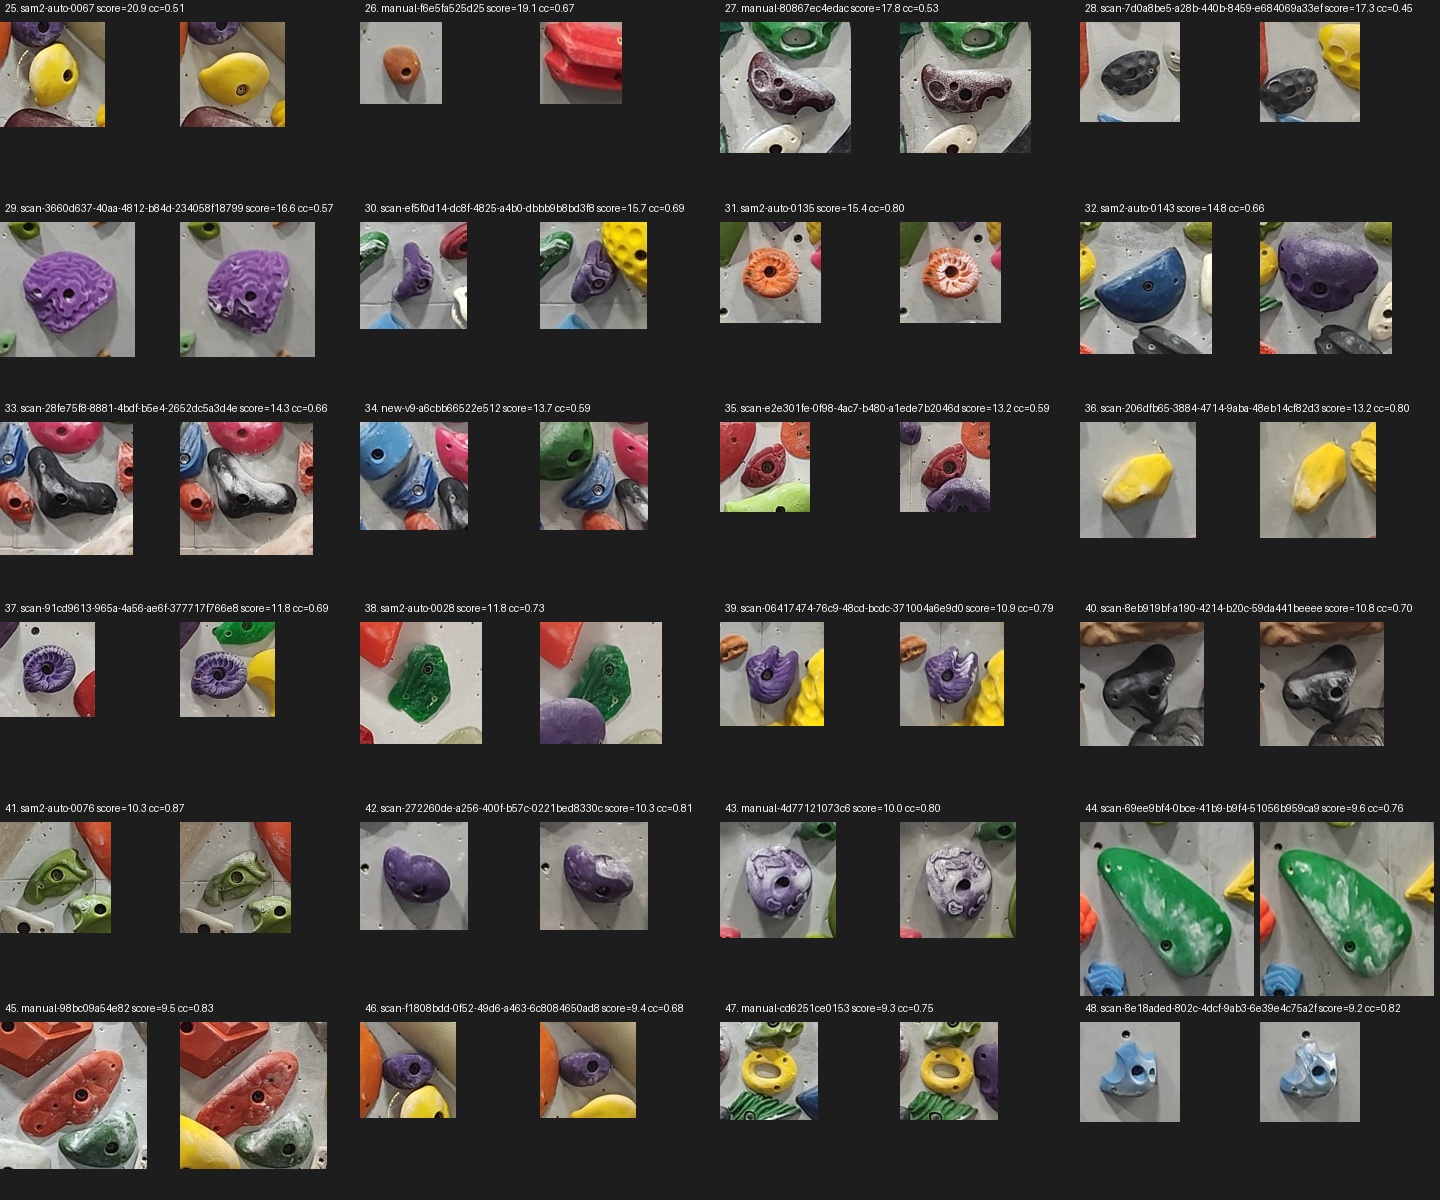 25. sam2-auto-0067 score=20.9 cc=0.51
26. manual-f6e5fa525d25 score=19.1 cc=0.67
27. manual-80867ec4edac score=17.8 cc=0.53
28. scan-7d0a8be5-a28b-440b-8459-e684069a33ef score=17.3 cc=0.45
29. scan-3660d637-40aa-4812-b84d-234058f18799 score=16.6 cc=0.57
30. scan-ef5f0d14-dc8f-4825-a4b0-dbbb9b8bd3f8 score=15.7 cc=0.69
31. sam2-auto-0135 score=15.4 cc=0.80
32. sam2-auto-0143 score=14.8 cc=0.66
33. scan-28fe75f8-8881-4bdf-b5e4-2652dc5a3d4e score=14.3 cc=0.66
34. new-v9-a6cbb66522e512 score=13.7 cc=0.59
35. scan-e2e301fe-0f98-4ac7-b480-a1ede7b2046d score=13.2 cc=0.59
36. scan-206dfb65-3884-4714-9aba-48eb14cf82d3 score=13.2 cc=0.80
37. scan-91cd9613-965a-4a56-ae6f-377717f766e8 score=11.8 cc=0.69
38. sam2-auto-0028 score=11.8 cc=0.73
39. scan-06417474-76c9-48cd-bcdc-371004a6e9d0 score=10.9 cc=0.79
40. scan-8eb919bf-a190-4214-b20c-59da441beeee score=10.8 cc=0.70
41. sam2-auto-0076 score=10.3 cc=0.87
42. scan-272260de-a256-400f-b57c-0221bed8330c score=10.3 cc=0.81
43. manual-4d77121073c6 score=10.0 cc=0.80
44. scan-69ee9bf4-0bce-41b9-b9f4-51056b959ca9 score=9.6 cc=0.76
45. manual-98bc09a54e82 score=9.5 cc=0.83
46. scan-f1808bdd-0f52-49d6-a463-6c8084650ad8 score=9.4 cc=0.68
47. manual-cd6251ce0153 score=9.3 cc=0.75
48. scan-8e18aded-802c-4dcf-9ab3-6e39e4c75a2f score=9.2 cc=0.82